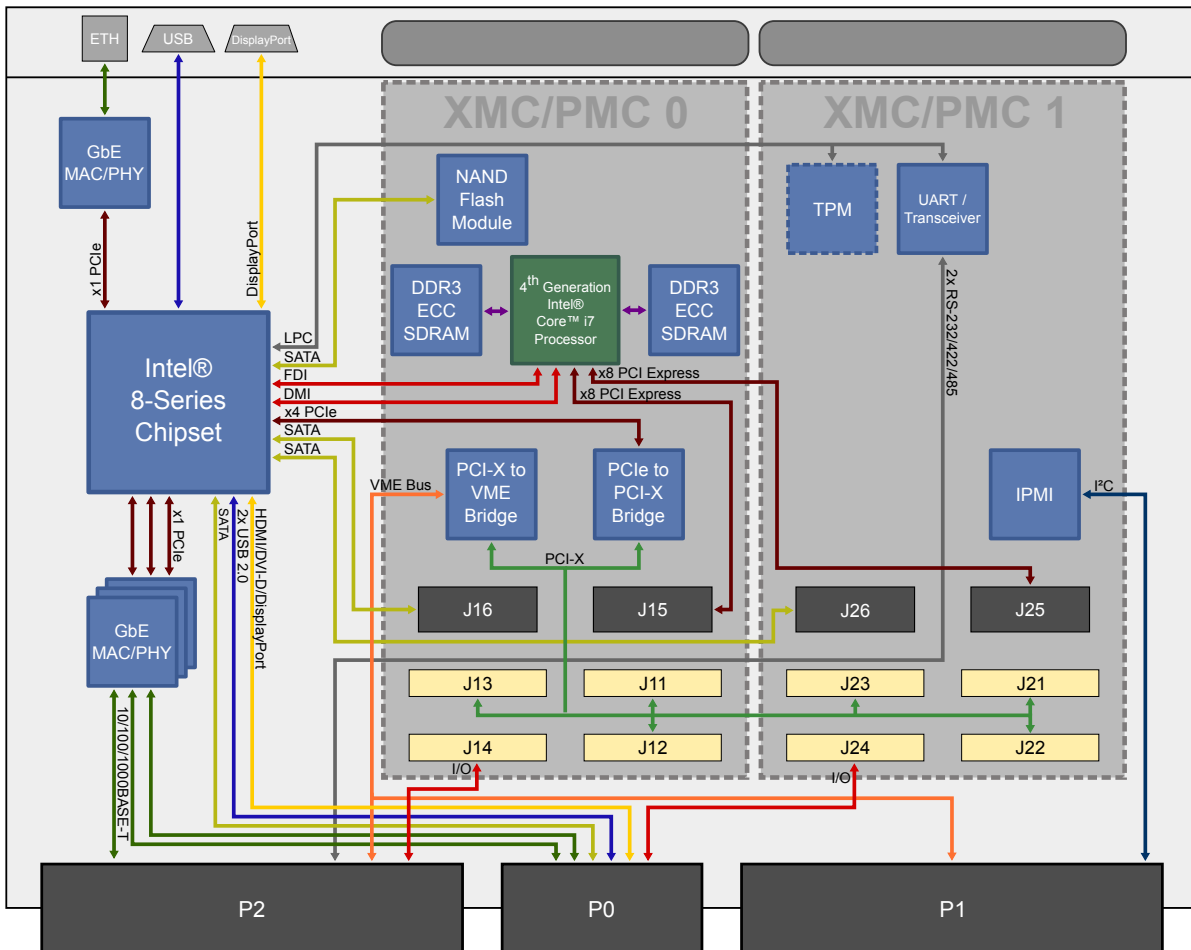 ETH
USB
DisplayPort
XMC/PMC 0
XMC/PMC 1
GbE
MAC/PHY
NAND
Flash
Module
TPM
UART /
Transceiver
x1 PCIe
DisplayPort
2x RS-232/422/485
DDR3
ECC
SDRAM
4th Generation
Intel®
Core™ i7
Processor
DDR3
ECC
SDRAM
Intel®
8-Series
Chipset
LPC
SATA
FDI
DMI
x4 PCIe
SATA
SATA
x8 PCI Express
x8 PCI Express
VME Bus
PCI-X to
VME
Bridge
PCIe to
PCI-X
Bridge
IPMI
I²C
x1 PCIe
SATA
2x USB 2.0
HDMI/DVI-D/DisplayPort
PCI-X
GbE
MAC/PHY
J16
J15
J26
J25
J13
J11
J23
J21
J14
J12
J24
J22
I/O
I/O
10/100/1000BASE-T
P2
P0
P1